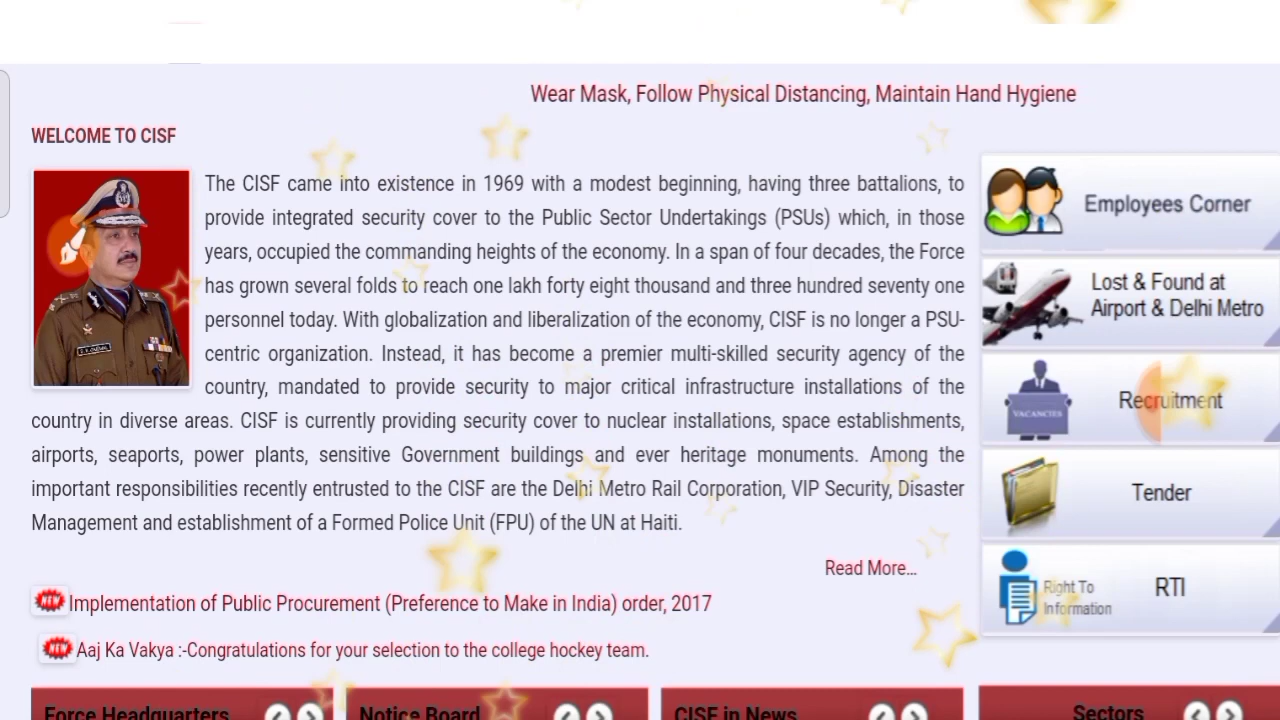 Wear Mask, Follow Physical Distancing, Maintain Hand Hygiene
WELCOME TO CISF
The CISF came into existence in 1969 with a modest beginning, having three battalions, to
provide integrated security cover to the Public Sector Undertakings (PSUs) which, in those
years, occupied the commanding heights of the economy. In a span of four decades, the Force
has grown several folds to reach one lakh forty eight thousand and three hundred seventy one
personnel today. With globalization and liberalization of the economy, CISF is no longer a PSU-
centric organization. Instead, it has become a premier multi-skilled security agency of the
country, mandated to provide security to major critical infrastructure installations of the
country in diverse areas. CISF is currently providing security cover to nuclear installations, space establishments,
airports, seaports, power plants, sensitive Government buildings and ever heritage monuments. Among the
important responsibilities recently entrusted to the CISF are the Delhi Metro Rail Corporation, VIP Security, Disaster
Management and establishment of a Formed Police Unit (FPU) of the UN at Haiti.
Read More...
Implementation of Public Procurement (Preference to Make in India) order, 2017
NEW
Aaj Ka Vakya :-Congratulations for your selection to the college hockey team.
NEW
Employees Corner
Lost & Found at
Airport & Delhi Metro
VACANCIES
Recruitment
Tender
Right To
Information
RTI
Force Headquarters
Notice Board
CISF in News
Sectors